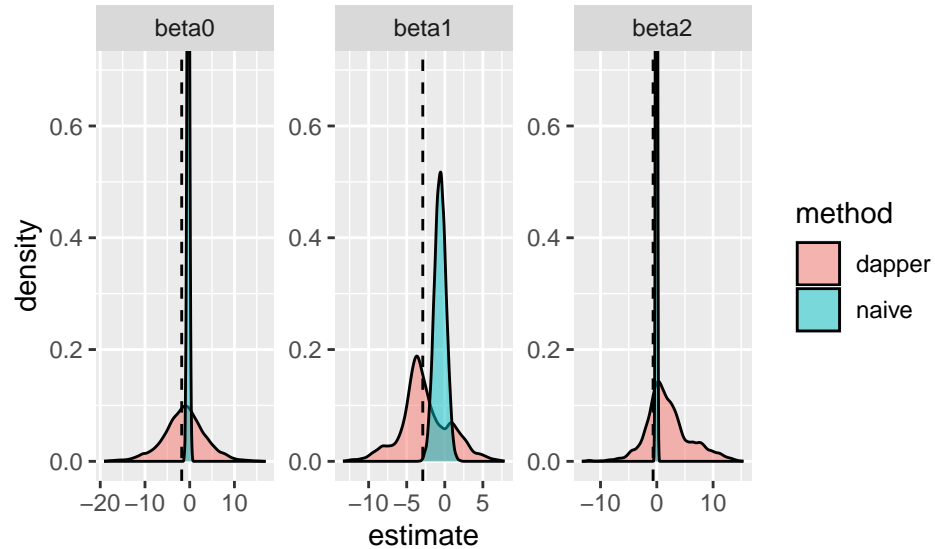 beta0 beta1 beta2
0.6 0.6 0.6
0.4 0.4 0.4
0.2 0.2 0.2
0.0 0.0 0.0
−20 −10 0 10 −10 −5 0 5 −10 0 10
density
estimate
method
dapper
naive